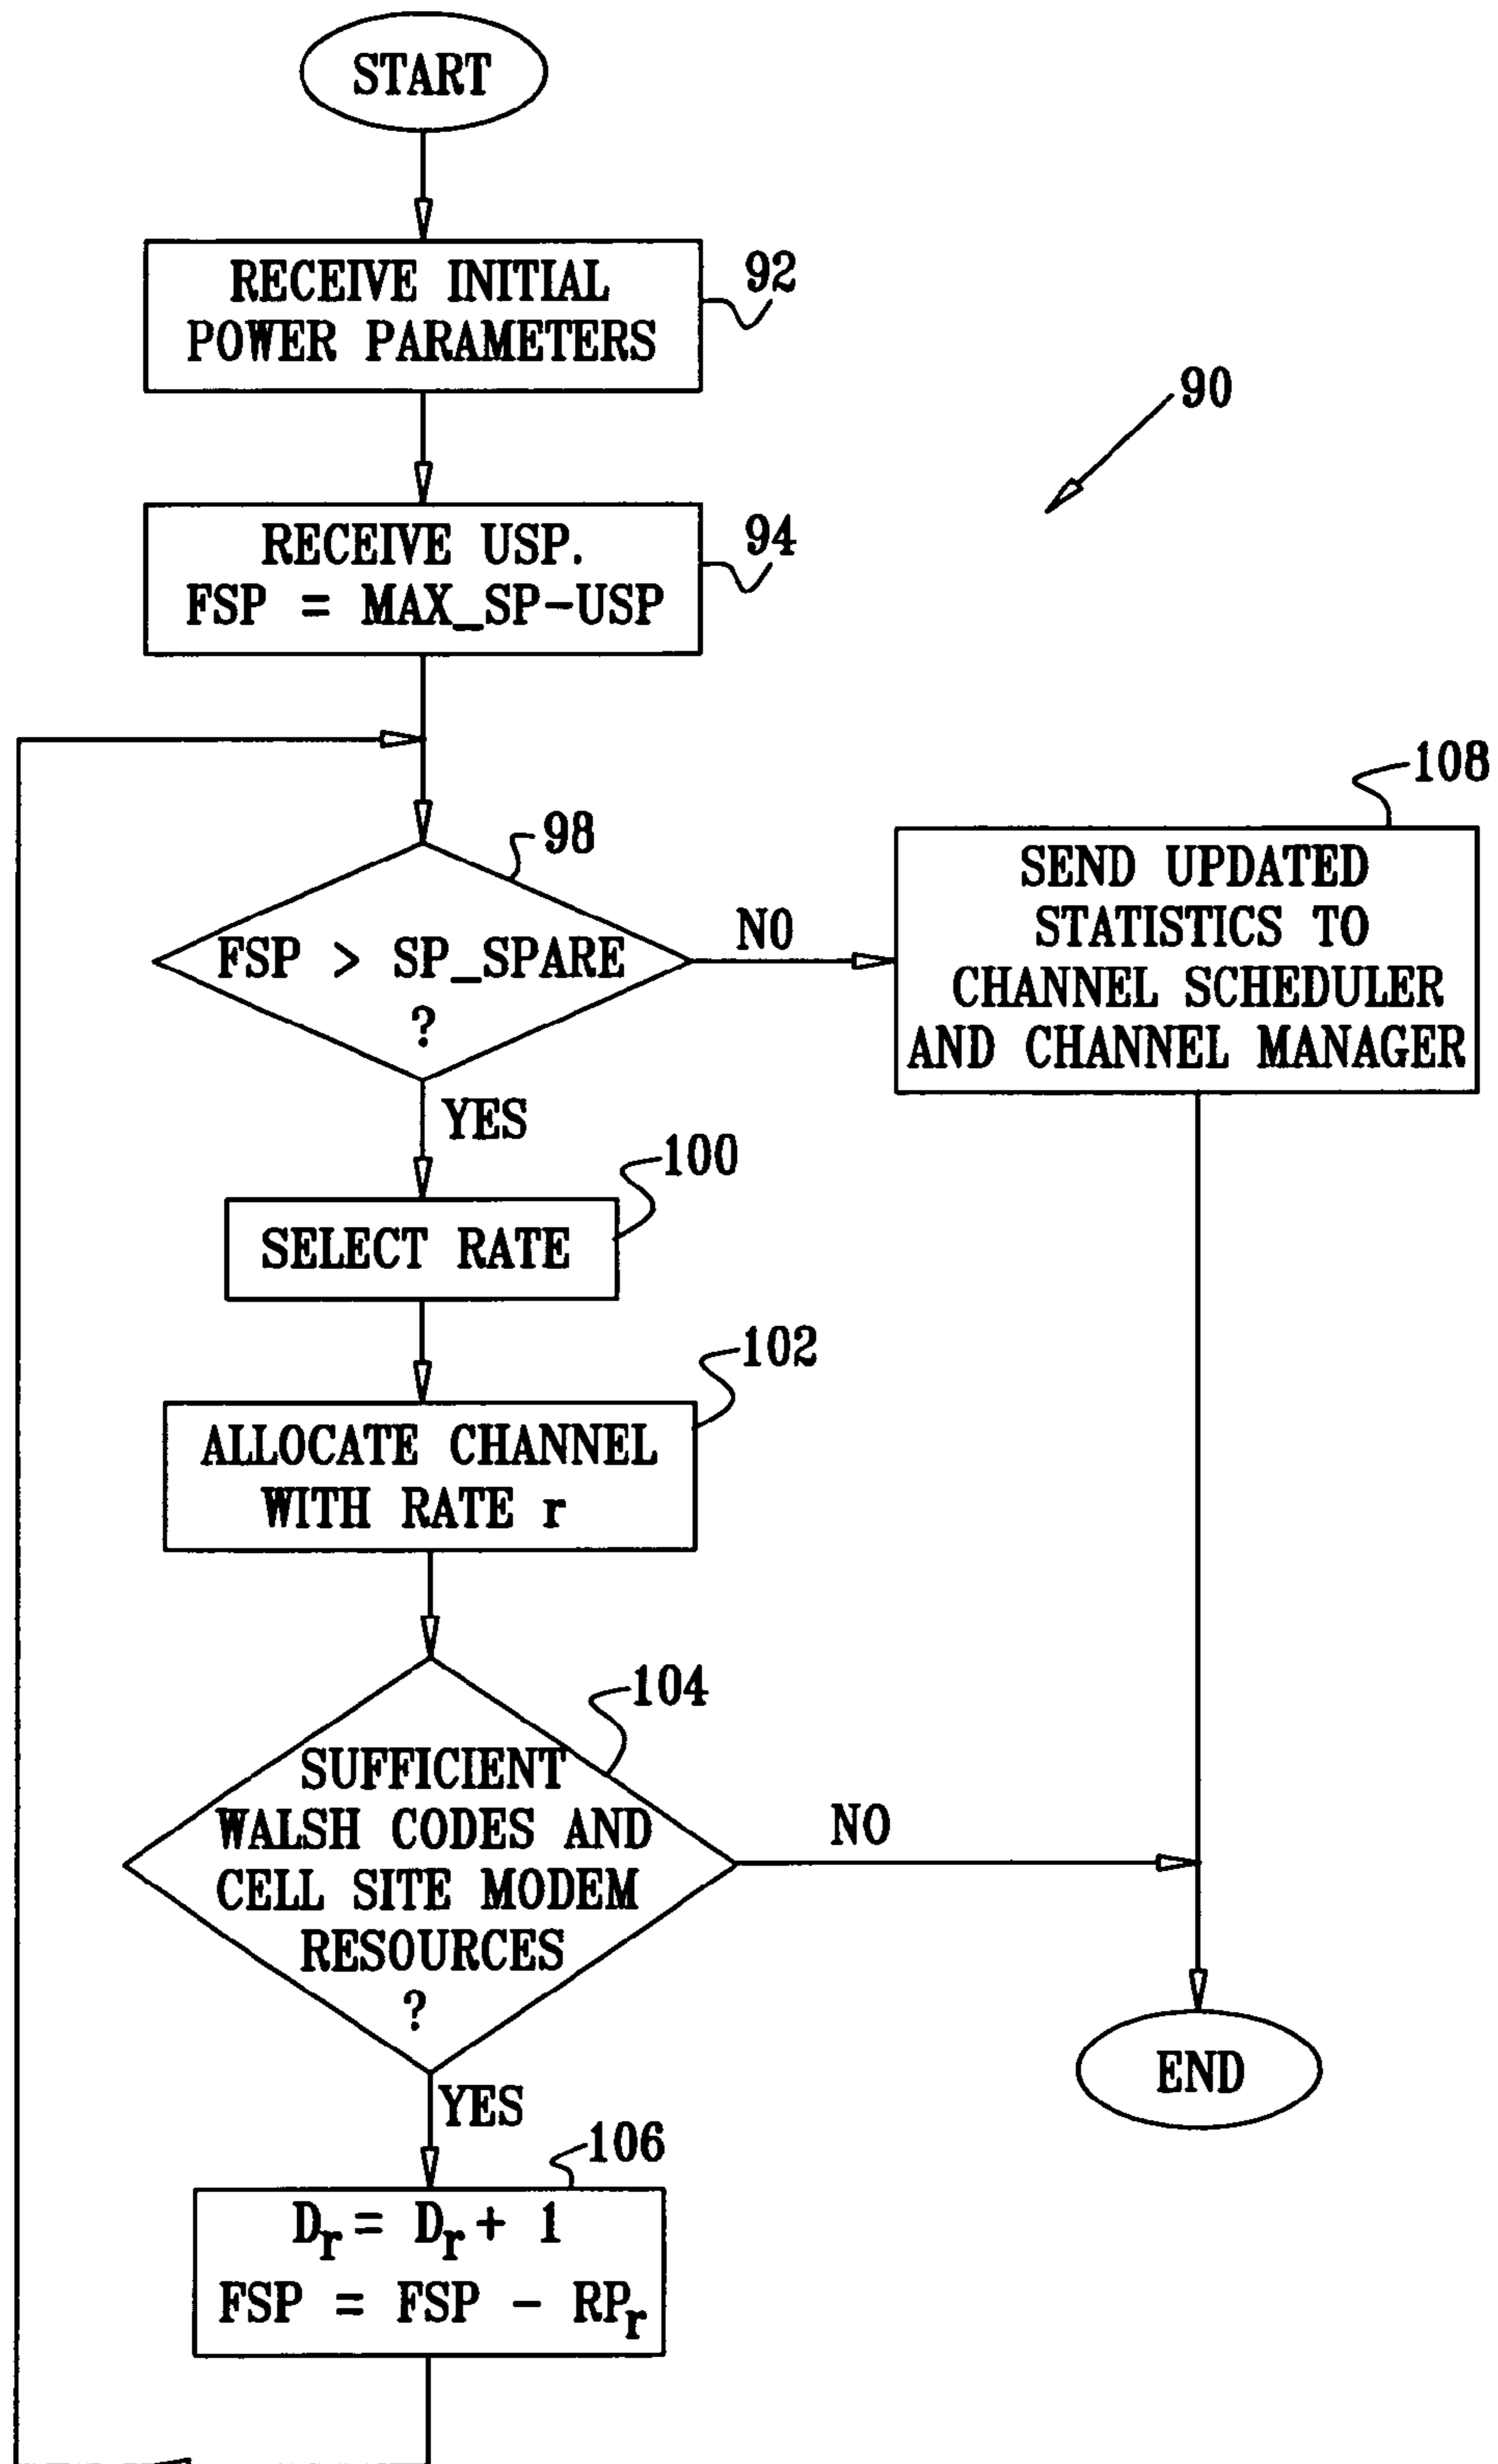 START
RECEIVE INITIAL
POWER PARAMETERS
92
90
RECEIVE USP.
FSP = MAX_SP-USP
94
108
98
FSP > SP_SPARE
?
NO
SEND UPDATED
STATISTICS TO
CHANNEL SCHEDULER
AND CHANNEL MANAGER
YES
100
SELECT RATE
102
ALLOCATE CHANNEL
WITH RATE r
104
SUFFICIENT
WALSH CODES AND
CELL SITE MODEM
RESOURCES
?
NO
END
YES
106
Dr = Dr + 1
FSP = FSP - RPr